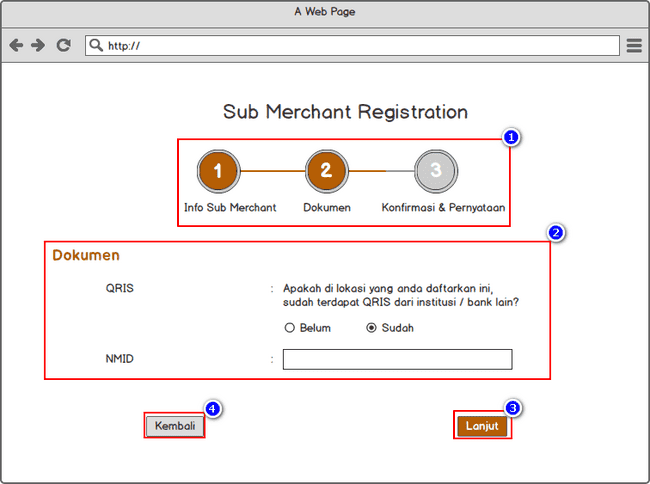 A Web Page
http://
Sub Merchant Registration
1
1 2 3
Info Sub Merchant Dokumen Konfirmasi & Pernyataan
2
Dokumen
QRIS : Apakah di lokasi yang anda daftarkan ini,
sudah terdapat QRIS dari institusi / bank lain?
Belum Sudah
NMID :
4
3
Kembali
Lanjut